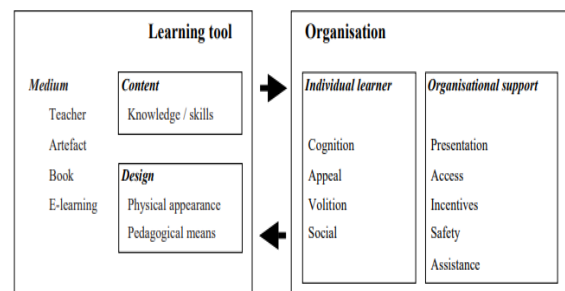 Learning tool
Medium
Teacher
Artefact
Book
E-learning
Content
Knowledge / skills
Design
Physical appearance
Pedagogical means
Organisation
Individual learner
Cognition
Appeal
Volition
Social
Organisational support
Presentation
Access
Incentives
Safety
Assistance